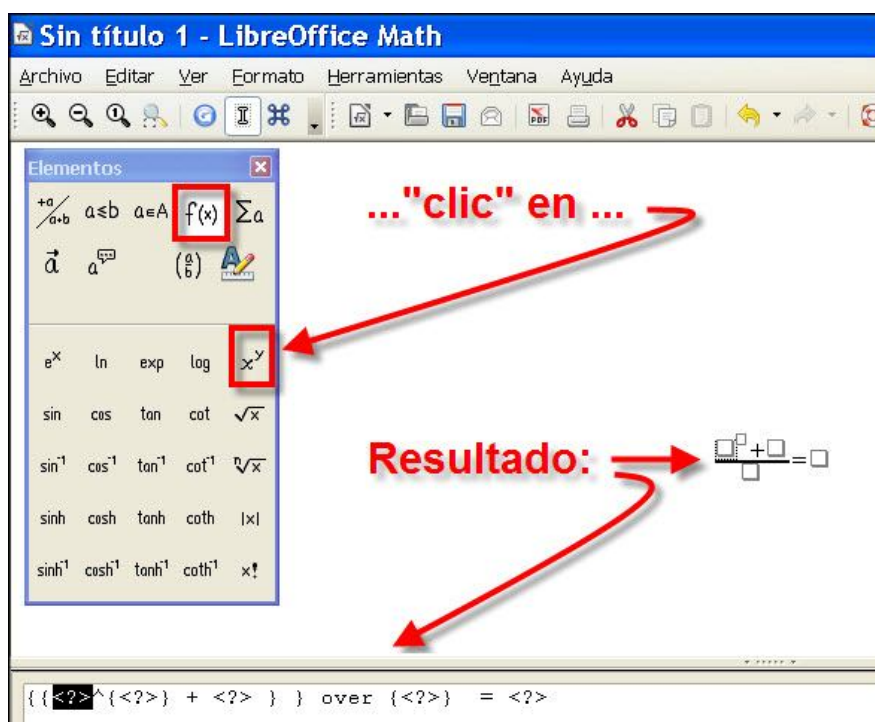 Sin título 1 - LibreOffice Math
Archivo Editar Ver Formato Herramientas Ventana Ayuda
PDF
Elementos
+a/a+b a≤b a∈A f(x) Σa
a⃗ a (a b)
..."clic" en ...
eˣ ln exp log xʸ
sin cos tan cot √x
sin⁻¹ cos⁻¹ tan⁻¹ cot⁻¹ ⁿ√x
sinh cosh tanh coth |x|
sinh⁻¹ cosh⁻¹ tanh⁻¹ coth⁻¹ x!
Resultado:
□^□+□/□=□
{{<?>^{<?>} + <?> } } over {<?>} = <?>